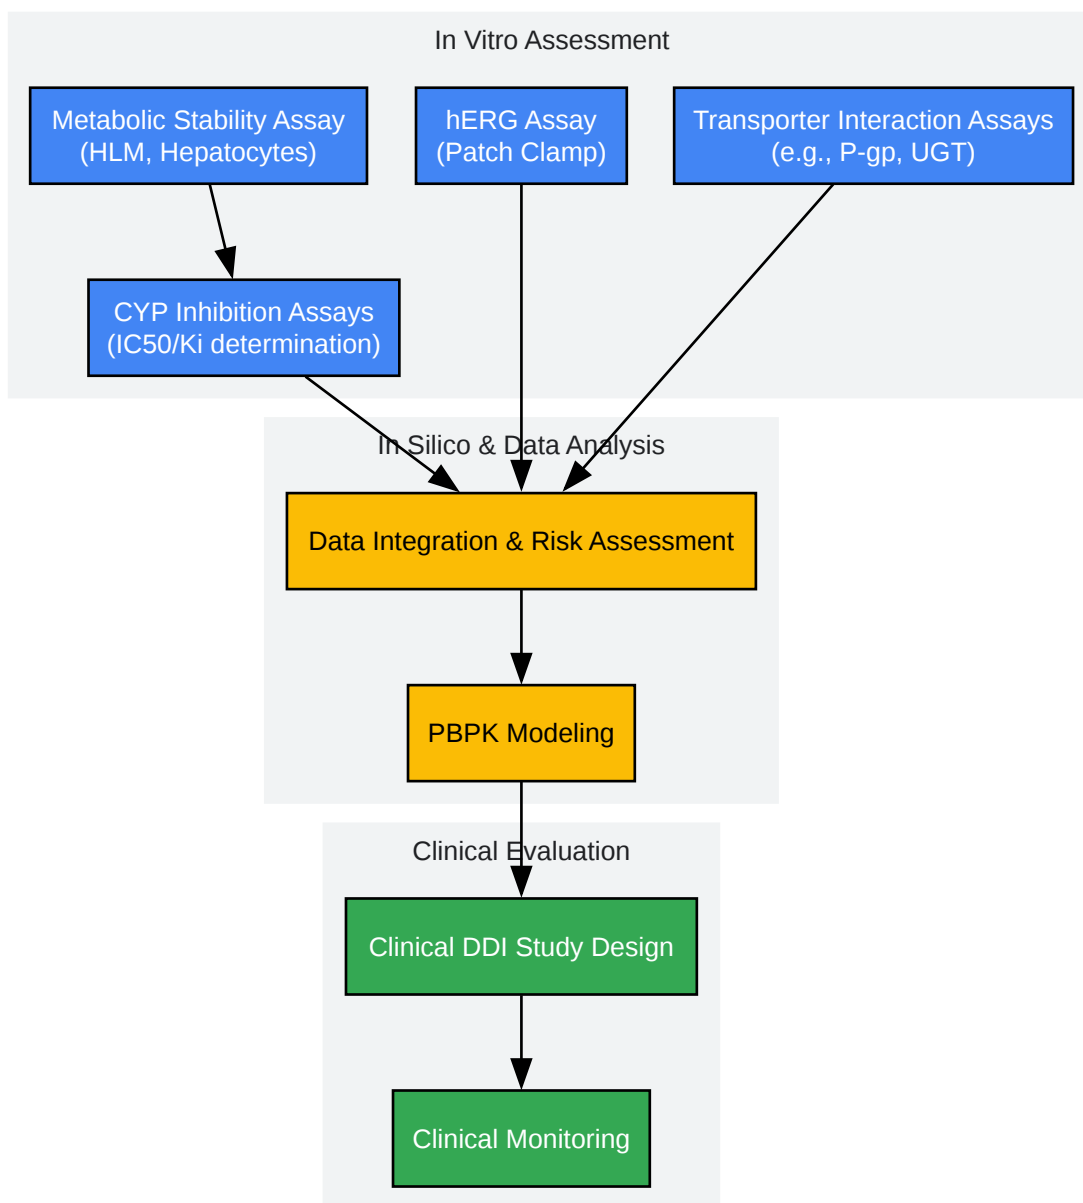 In Vitro Assessment
Metabolic Stability Assay
(HLM, Hepatocytes)
hERG Assay
(Patch Clamp)
Transporter Interaction Assays
(e.g., P-gp, UGT)
CYP Inhibition Assays
(IC50/Ki determination)
In Silico & Data Analysis
Data Integration & Risk Assessment
PBPK Modeling
Clinical Evaluation
Clinical DDI Study Design
Clinical Monitoring